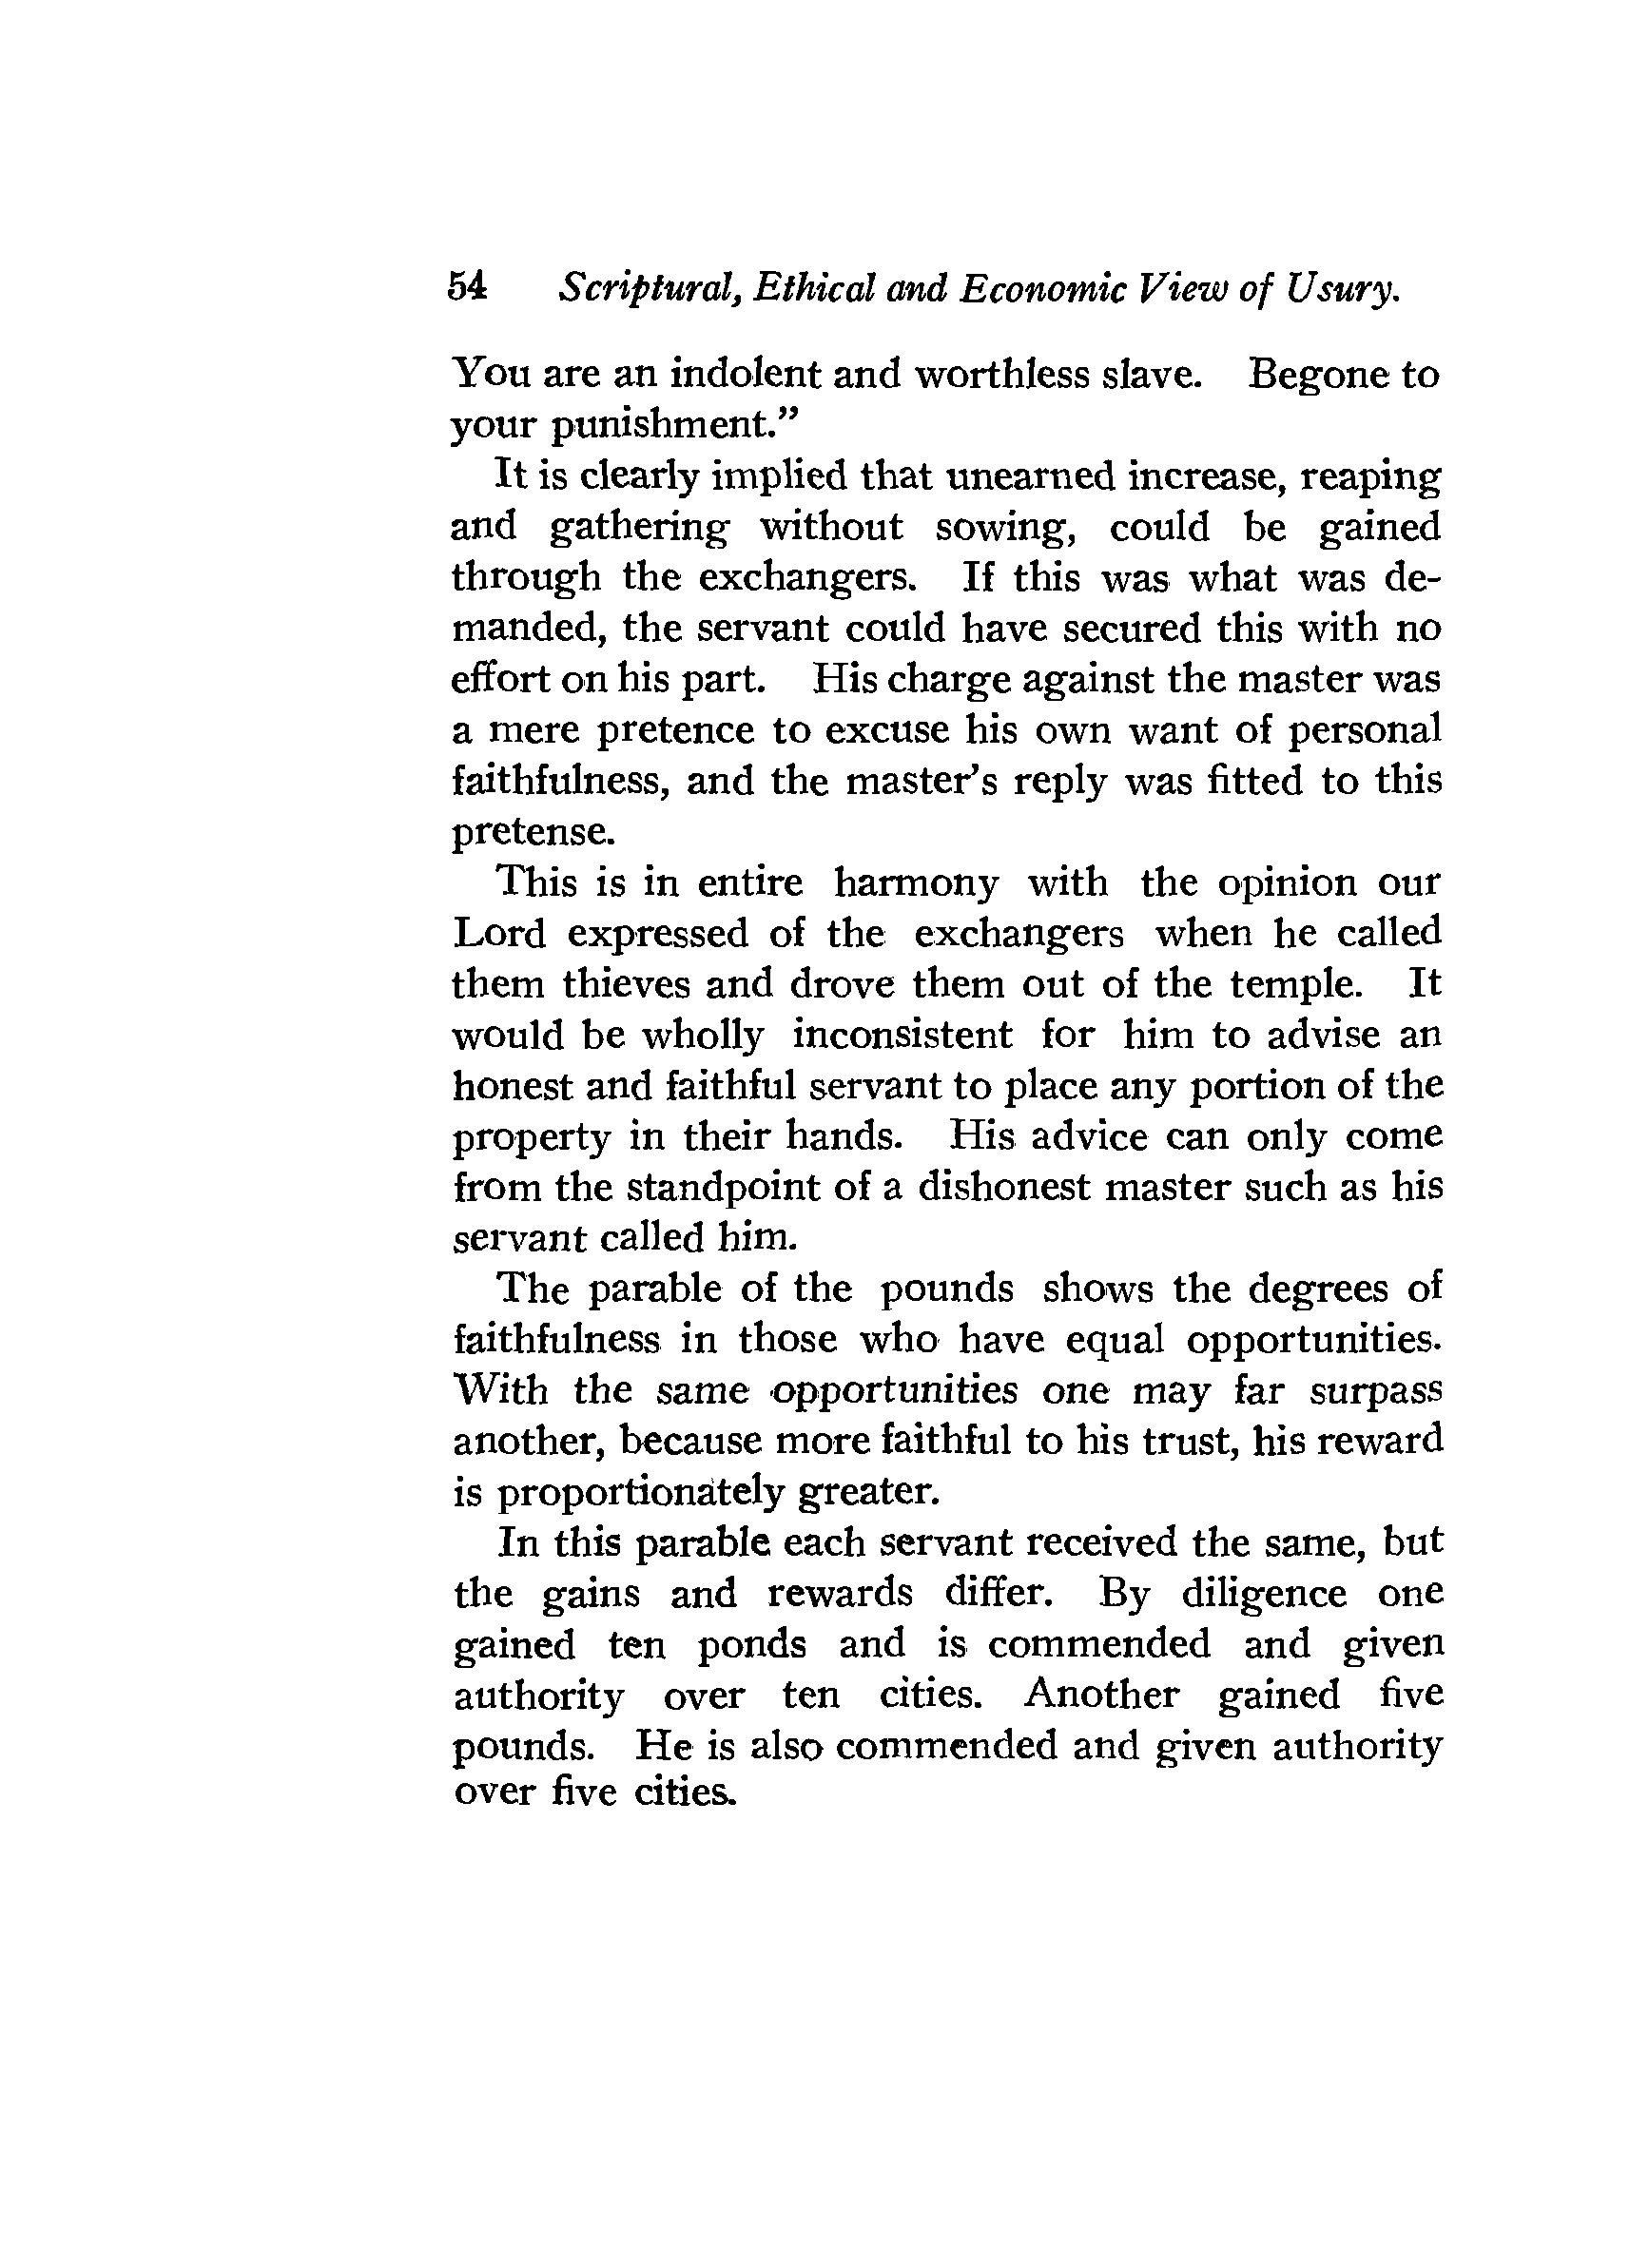 54 Scriptural, Ethical and Economic View of Usury.
You are an indolent and worthless slave. Begone to
your punishment.”
It is clearly implied that unearned increase, reaping
and gathering without sowing, could be gained
through the exchangers. If this was what was de-
manded, the servant could have secured this with no
effort on his part. His charge against the master was
a mere pretence to excuse his own want of personal
faithfulness, and the master’s reply was fitted to this
pretense.
This is in entire harmony with the opinion our
Lord expressed of the exchangers when he called
them thieves and drove them out of the temple. It
would be wholly inconsistent for him to advise an
honest and faithful servant to place any portion of the
property in their hands. His advice can only come
from the standpoint of a dishonest master such as his
servant called him.
The parable of the pounds shows the degrees of
faithfulness in those who have equal opportunities.
With the same opportunities one may far surpass
another, because more faithful to his trust, his reward
is proportionately greater.
In this parable each servant received the same, but
the gains and rewards differ. By diligence one
gained ten ponds and is commended and given
authority over ten cities. Another gained five
pounds. He is also commended and given authority
over five cities.